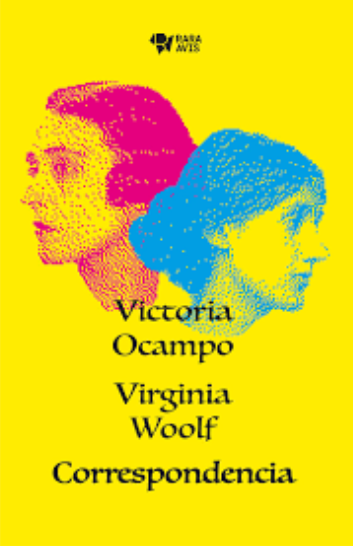 RARA
AVIS
Victoria
Ocampo
Virginia
Woolf
Correspondencia